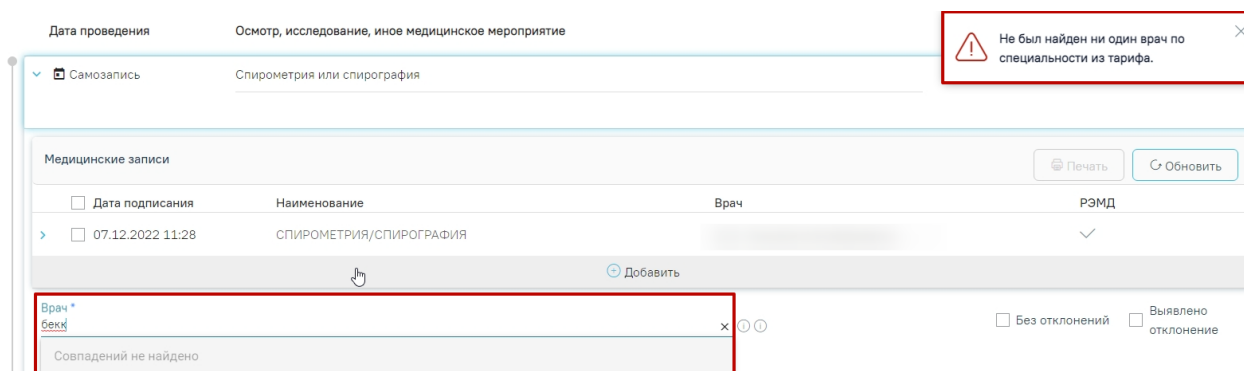 Дата проведения Осмотр, исследование, иное медицинское мероприятие
Не был найден ни один врач по
специальности из тарифа.
Самозапись Спирометрия или спирография
Медицинские записи Печать Обновить
Дата подписания Наименование Врач РЭМД
07.12.2022 11:28 СПИРОМЕТРИЯ/СПИРОГРАФИЯ
Добавить
Врач *
бекк
Без отклонений Выявлено
отклонение
Совпадений не найдено